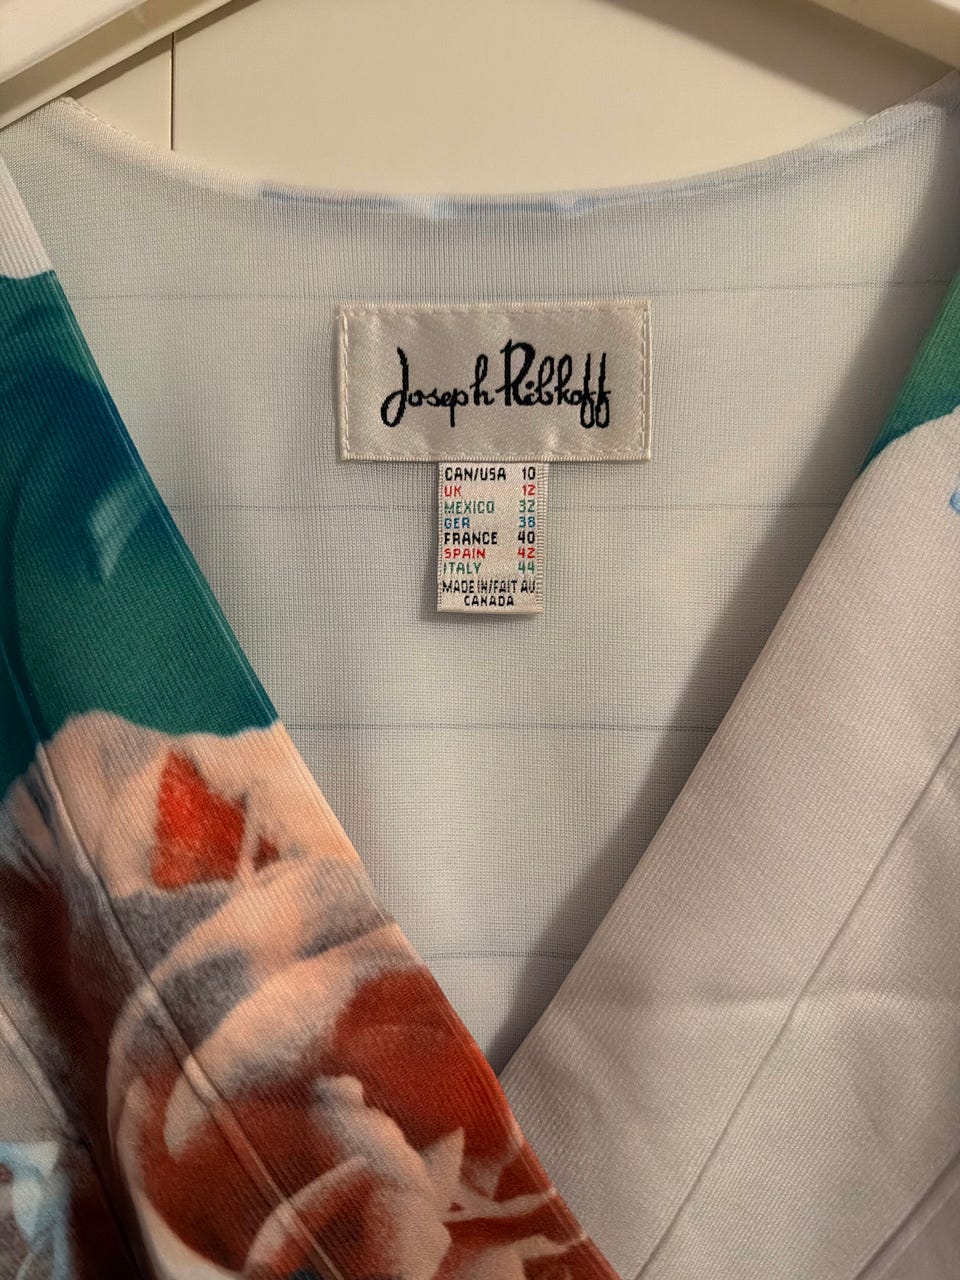 Joseph Ribkoff
CAN/USA 10
UK 12
MEXICO 32
GER 38
FRANCE 40
SPAIN 42
ITALY 44
MADE IN/FAIT AU
CANADA